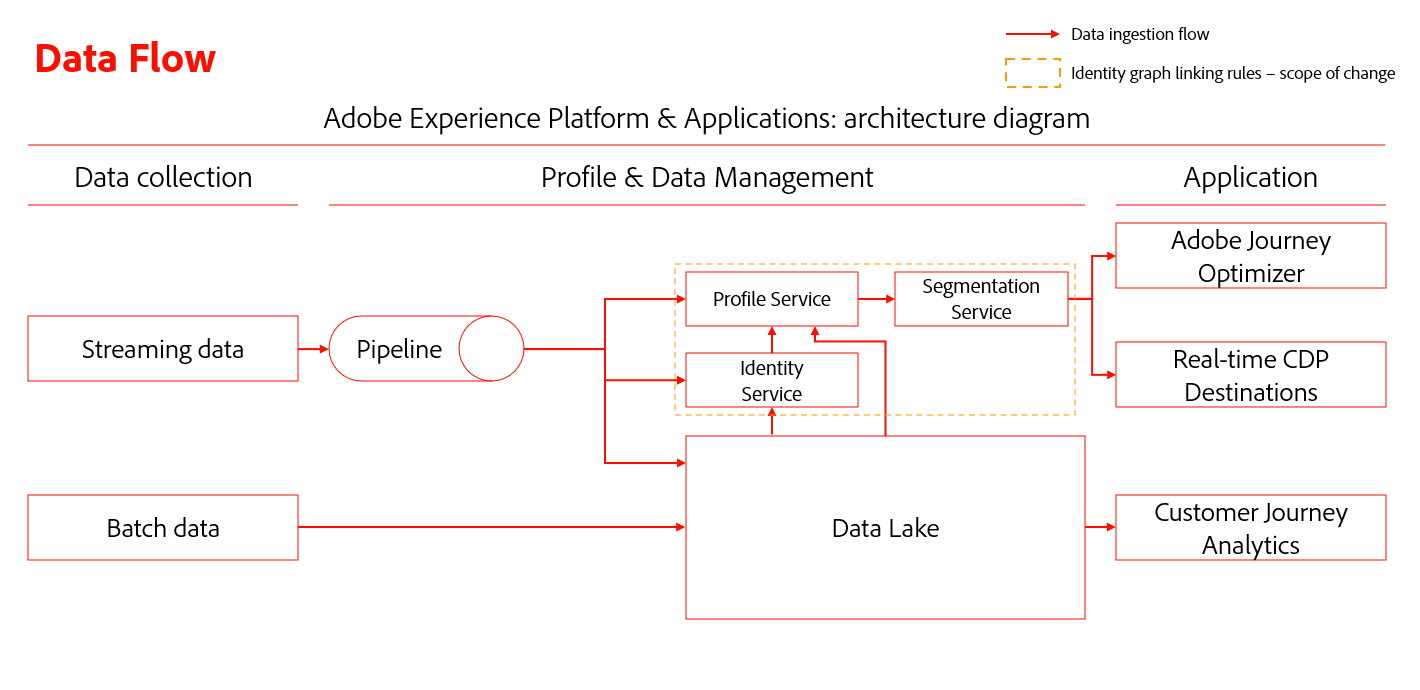 Data Flow
Data ingestion flow
Identity graph linking rules – scope of change
Adobe Experience Platform & Applications: architecture diagram
Data collection
Profile & Data Management
Application
Adobe Journey
Optimizer
Profile Service
Segmentation
Service
Streaming data
Pipeline
Identity
Service
Real-time CDP
Destinations
Batch data
Data Lake
Customer Journey
Analytics